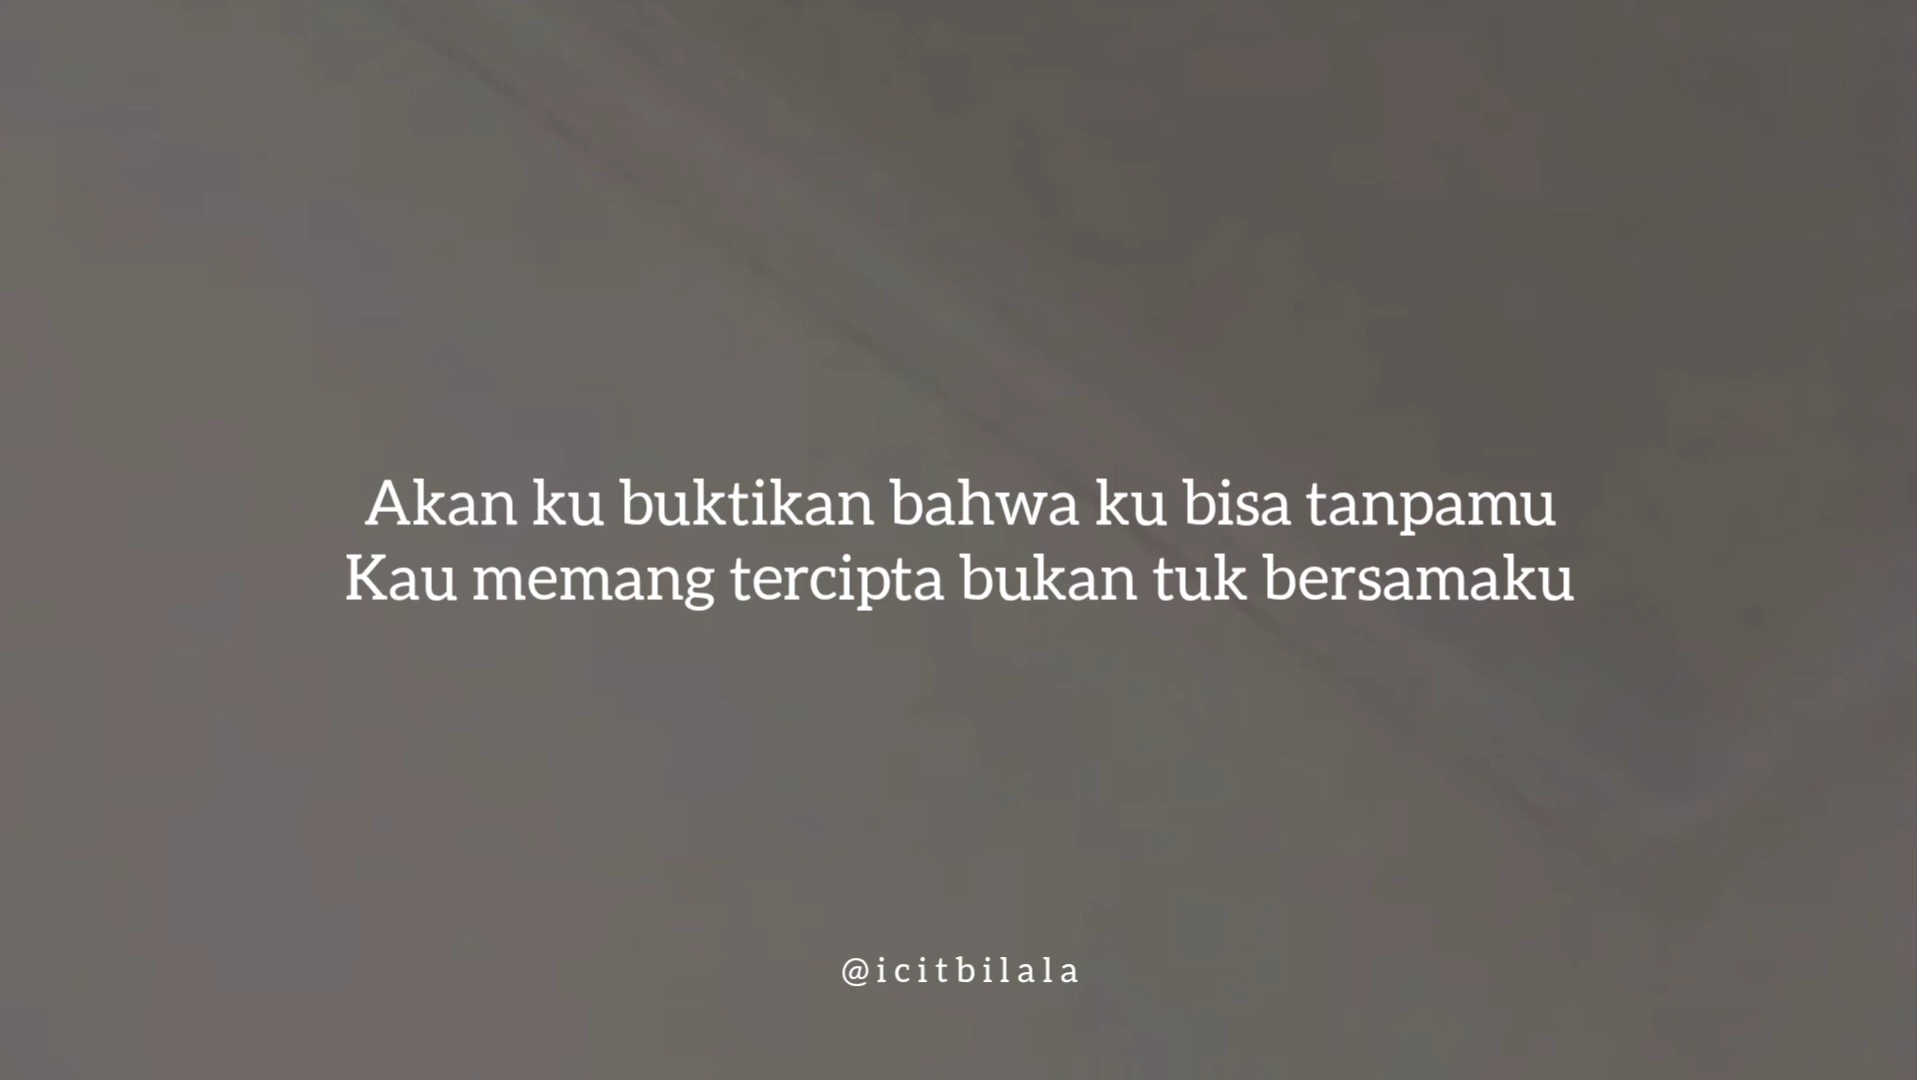 Akan ku buktikan bahwa ku bisa tanpamu
Kau memang tercipta bukan tuk bersamaku
@icitbilala